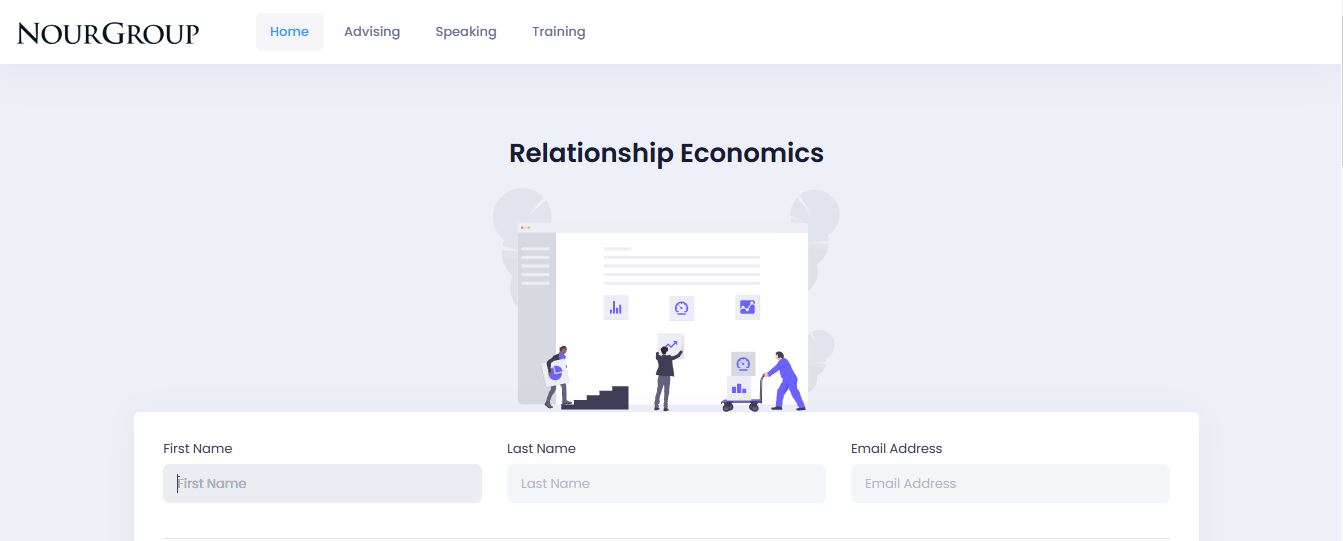 NOURGROUP
Home Advising Speaking Training
Relationship Economics
First Name Last Name Email Address
First Name Last Name Email Address